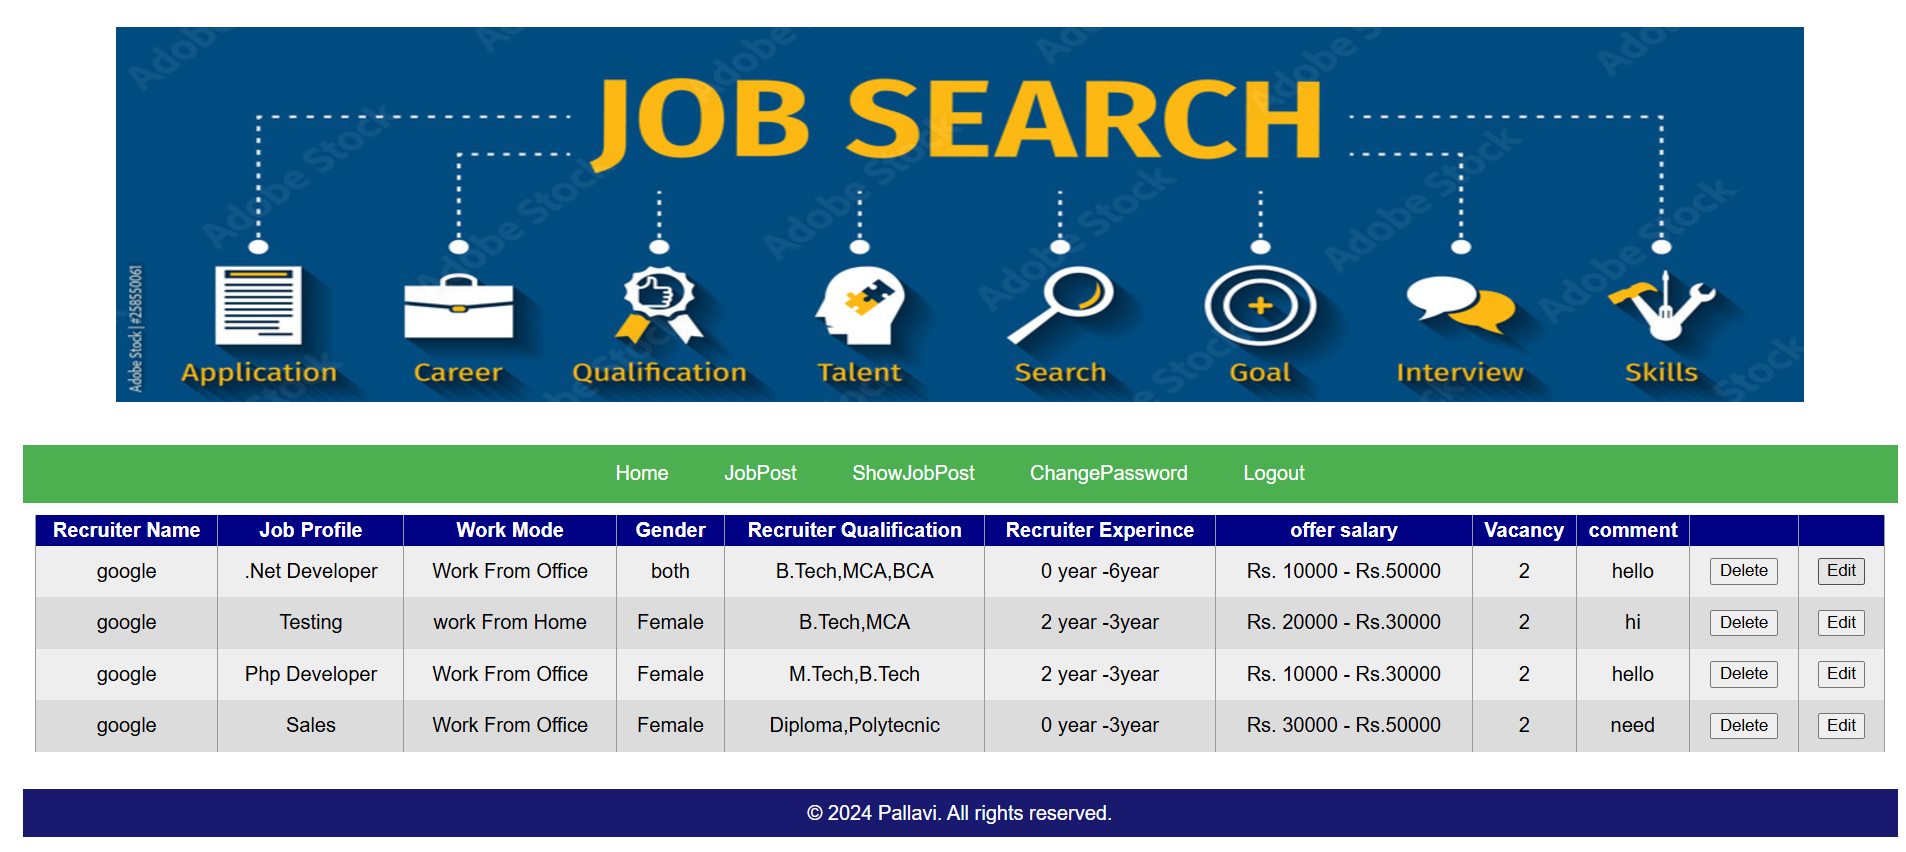 JOB SEARCH
Application Career Qualification Talent Search Goal Interview Skills
Adobe Stock | #258550061
Adobe Stock
Home JobPost ShowJobPost ChangePassword Logout
Recruiter Name Job Profile Work Mode Gender Recruiter Qualification Recruiter Experince offer salary Vacancy comment
google .Net Developer Work From Office both B.Tech,MCA,BCA 0 year -6year Rs. 10000 - Rs.50000 2 hello Delete Edit
google Testing work From Home Female B.Tech,MCA 2 year -3year Rs. 20000 - Rs.30000 2 hi Delete Edit
google Php Developer Work From Office Female M.Tech,B.Tech 2 year -3year Rs. 10000 - Rs.30000 2 hello Delete Edit
google Sales Work From Office Female Diploma,Polytecnic 0 year -3year Rs. 30000 - Rs.50000 2 need Delete Edit
© 2024 Pallavi. All rights reserved.